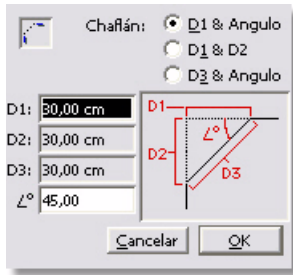 Chaflán: D1 & Angulo
D1 & D2
D3 & Angulo
D1: 30,00 cm
D2: 30,00 cm
D3: 30,00 cm
∠° 45,00
D1
∠°
D2
D3
Cancelar OK